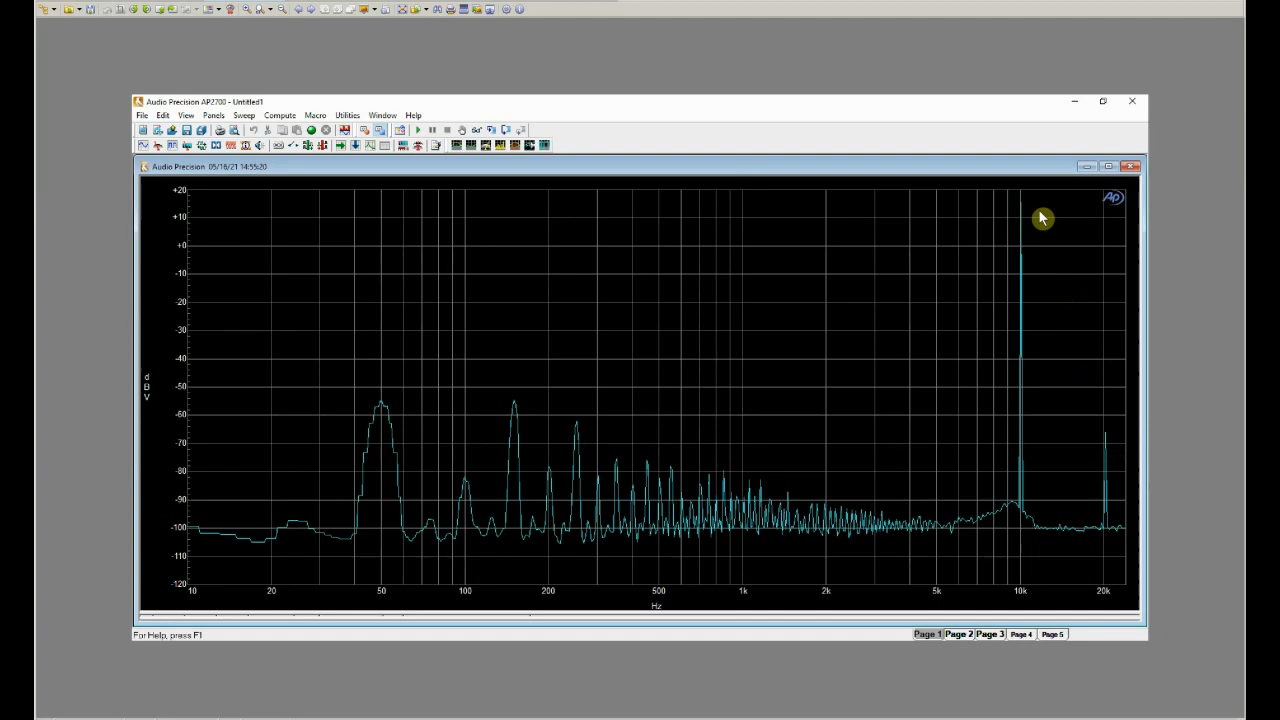 Audio Precision AP2700 - Untitled1
File Edit View Panels Sweep Compute Macro Utilities Window Help
Audio Precision 05/16/21 14:55:20
Ap
+20
+10
+0
-10
-20
-30
-40
d
B
V
-50
-60
-70
-80
-90
-100
-110
-120
10 20 50 100 200 500 1k 2k 5k 10k 20k
Hz
For Help, press F1
Page 1 Page 2 Page 3 Page 4 Page 5